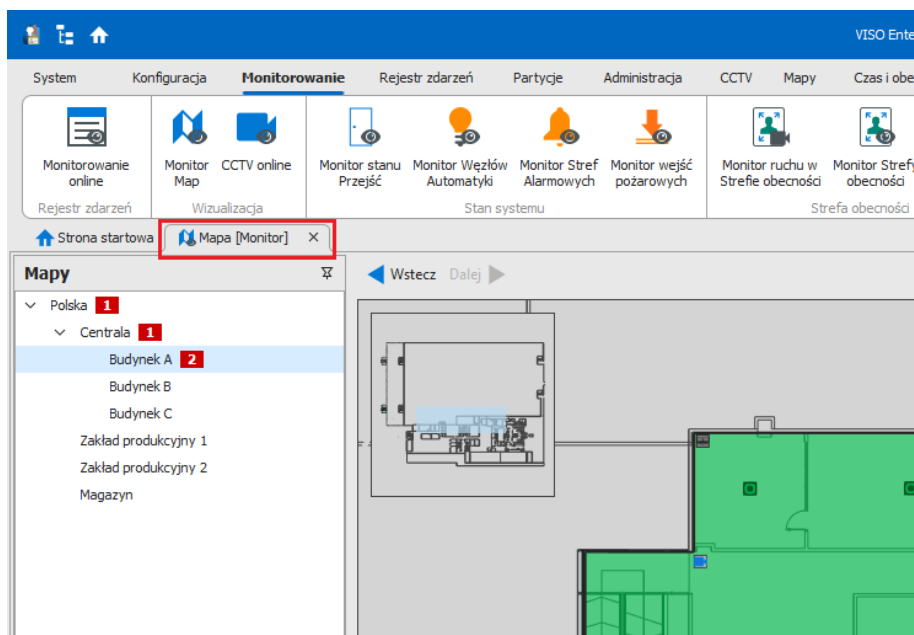 VISO Ente
System Konfiguracja Monitorowanie Rejestr zdarzeń Partycje Administracja CCTV Mapy Czas i obe
Monitorowanie online
Monitor Map
CCTV online
Monitor stanu Przejść
Monitor Węzłów Automatyki
Monitor Stref Alarmowych
Monitor wejść pożarowych
Monitor ruchu w Strefie obecności
Monitor Strefy obecności
Rejestr zdarzeń Wizualizacja Stan systemu Strefa obecności
Strona startowa Mapa [Monitor]
Mapy
Wstecz Dalej
Polska 1
Centrala 1
Budynek A 2
Budynek B
Budynek C
Zakład produkcyjny 1
Zakład produkcyjny 2
Magazyn